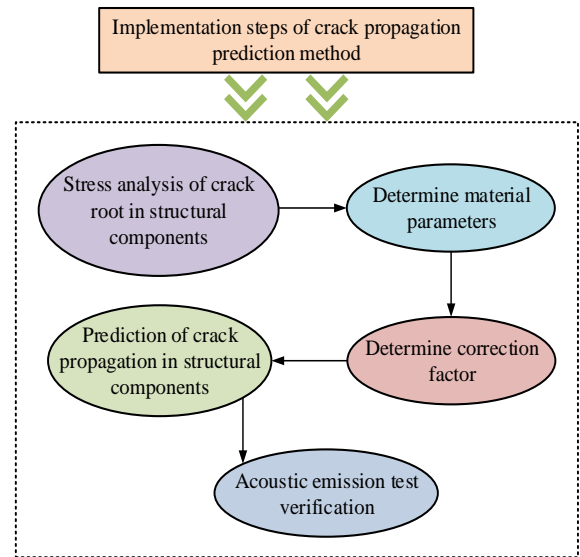 Implementation steps of crack propagation
prediction method
Stress analysis of crack
root in structural
components
Determine material
parameters
Determine correction
factor
Prediction of crack
propagation in structural
components
Acoustic emission test
verification